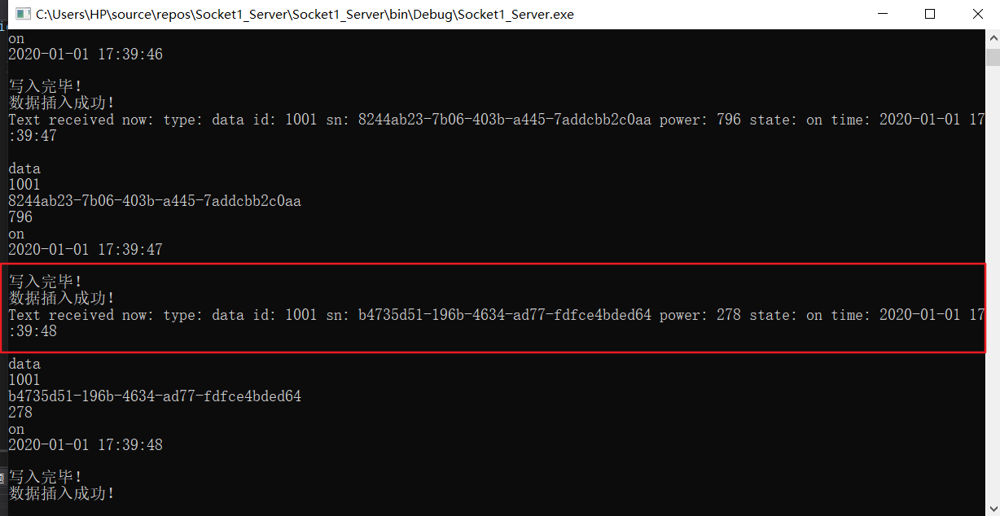 C:\Users\HP\source\repos\Socket1_Server\Socket1_Server\bin\Debug\Socket1_Server.exe
on
2020-01-01 17:39:46
写入完毕!
数据插入成功!
Text received now: type: data id: 1001 sn: 8244ab23-7b06-403b-a445-7addcbb2c0aa power: 796 state: on time: 2020-01-01 17
:39:47
data
1001
8244ab23-7b06-403b-a445-7addcbb2c0aa
796
on
2020-01-01 17:39:47
写入完毕!
数据插入成功!
Text received now: type: data id: 1001 sn: b4735d51-196b-4634-ad77-fdfce4bded64 power: 278 state: on time: 2020-01-01 17
:39:48
data
1001
b4735d51-196b-4634-ad77-fdfce4bded64
278
on
2020-01-01 17:39:48
写入完毕!
数据插入成功!